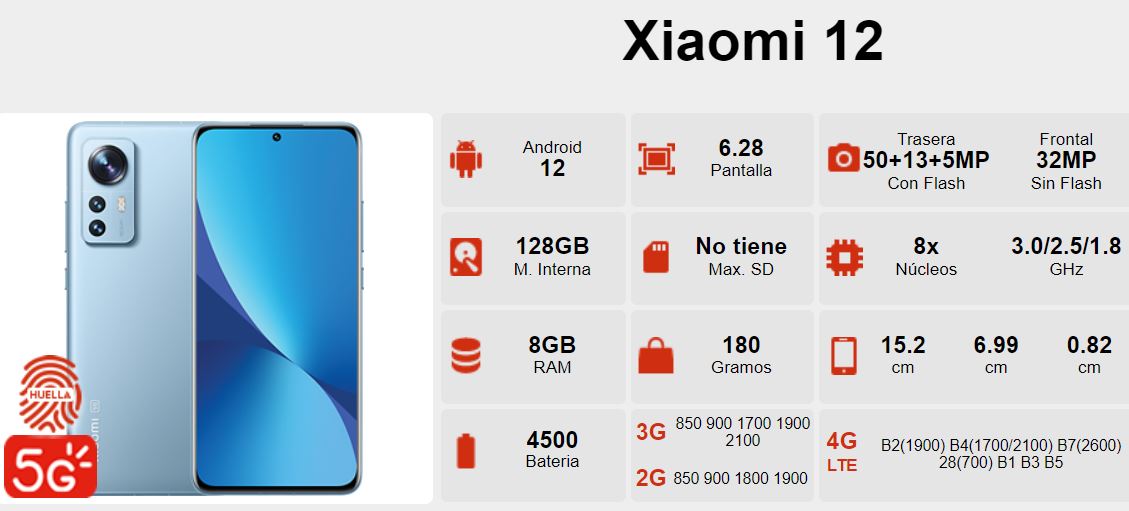 Xiaomi 12
Android
12
6.28
Pantalla
Trasera
50+13+5MP
Con Flash
Frontal
32MP
Sin Flash
128GB
M. Interna
No tiene
Max. SD
8x
Núcleos
3.0/2.5/1.8
GHz
8GB
RAM
180
Gramos
15.2
cm
6.99
cm
0.82
cm
4500
Bateria
3G
850 900 1700 1900
2100
2G
850 900 1800 1900
4G
LTE
B2(1900) B4(1700/2100) B7(2600)
28(700) B1 B3 B5
HUELLA
5G